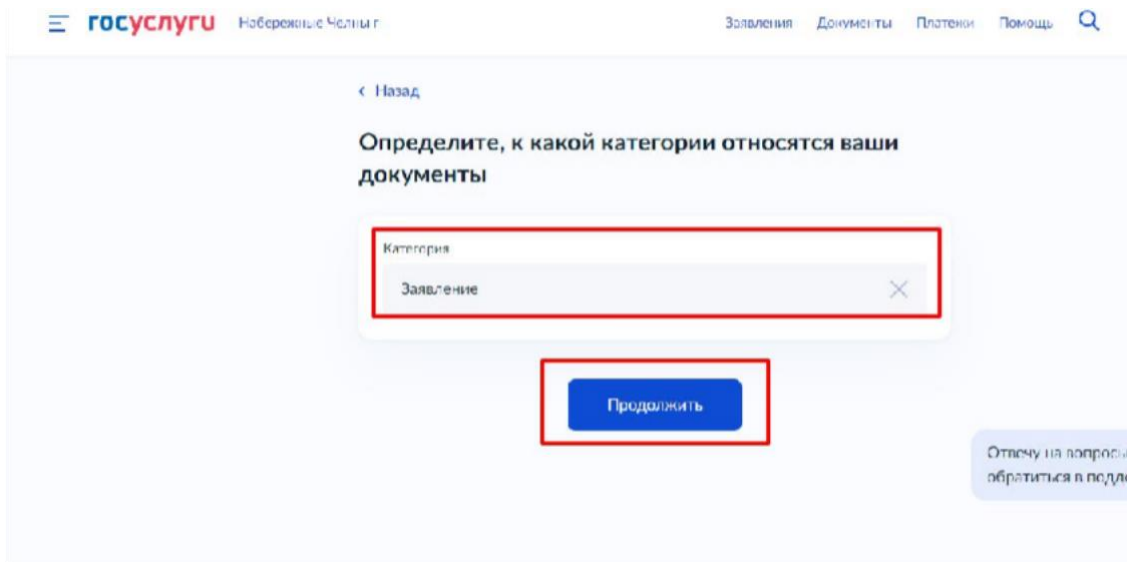 госуслуги Набережные Челны г Заявления Документы Платежи Помощь
Назад
Определите, к какой категории относятся ваши
документы
Категория
Заявление
Продолжить
Отвечу на вопросы
обратиться в